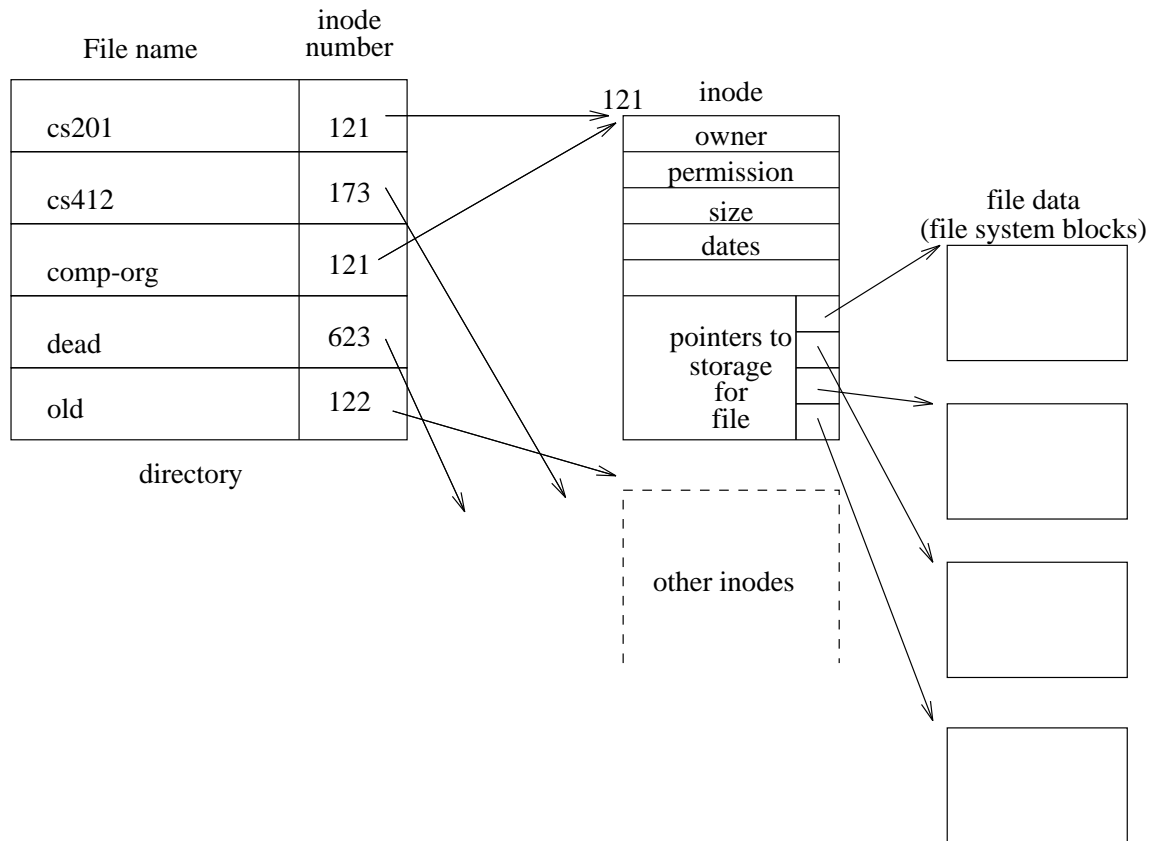 File name
inode
number
cs201
121
cs412
173
comp-org
121
dead
623
old
122
directory
121
inode
owner
permission
size
dates
pointers to
storage
for
file
other inodes
file data
(file system blocks)